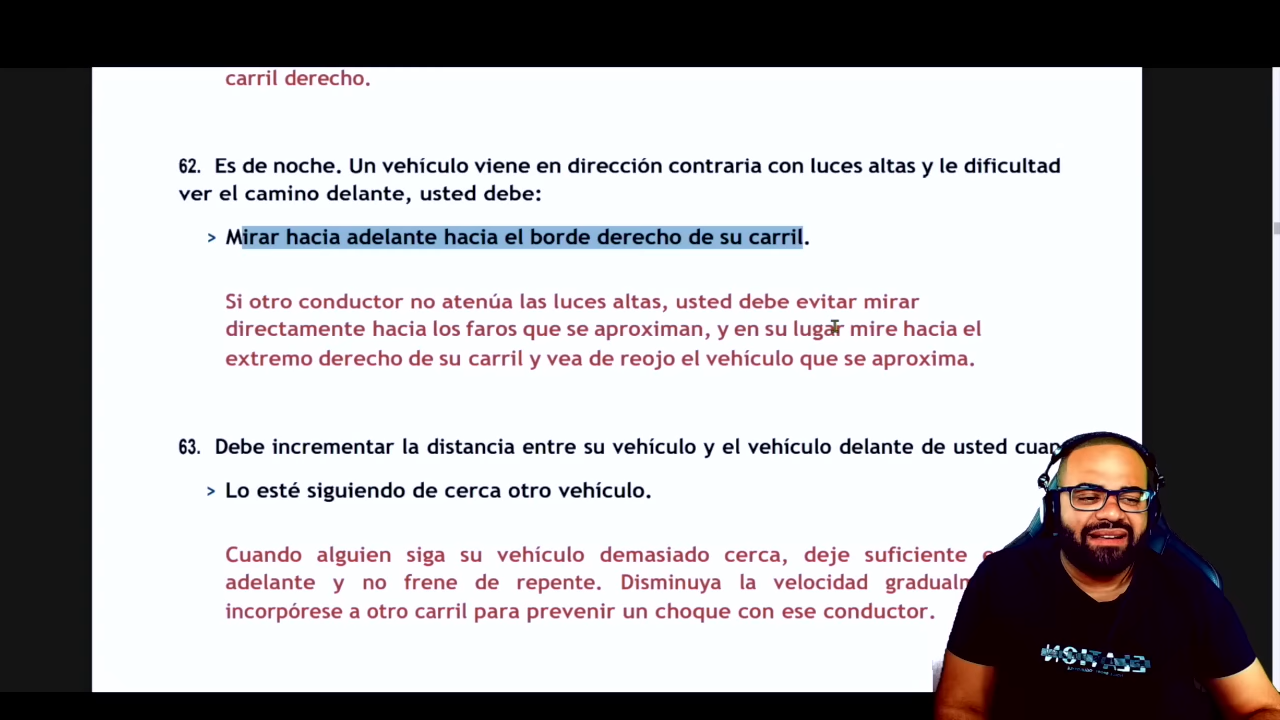 carril derecho.
62. Es de noche. Un vehículo viene en dirección contraria con luces altas y le dificultad
ver el camino delante, usted debe:
> Mirar hacia adelante hacia el borde derecho de su carril.
Si otro conductor no atenúa las luces altas, usted debe evitar mirar
directamente hacia los faros que se aproximan, y en su lugar mire hacia el
extremo derecho de su carril y vea de reojo el vehículo que se aproxima.
63. Debe incrementar la distancia entre su vehículo y el vehículo delante de usted
> Lo esté siguiendo de cerca otro vehículo.
Cuando alguien siga su vehículo demasiado cerca, deje suficiente
adelante y no frene de repente. Disminuya la velocidad
incorpórese a otro carril para prevenir un choque con ese conductor.